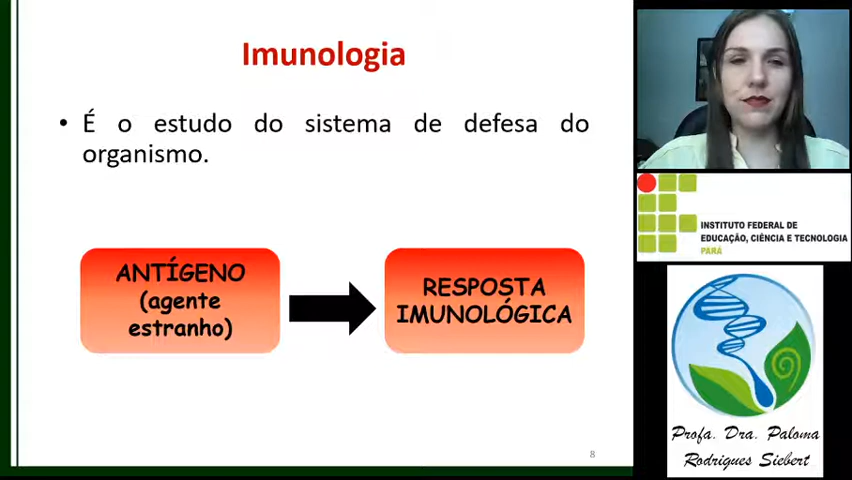 Imunologia
• É o estudo do sistema de defesa do
organismo.
ANTÍGENO
(agente
estranho)
RESPOSTA
IMUNOLÓGICA
8
INSTITUTO FEDERAL DE
EDUCAÇÃO, CIÊNCIA E TECNOLOGIA
PARÁ
Profa. Dra. Paloma
Rodrigues Siebert